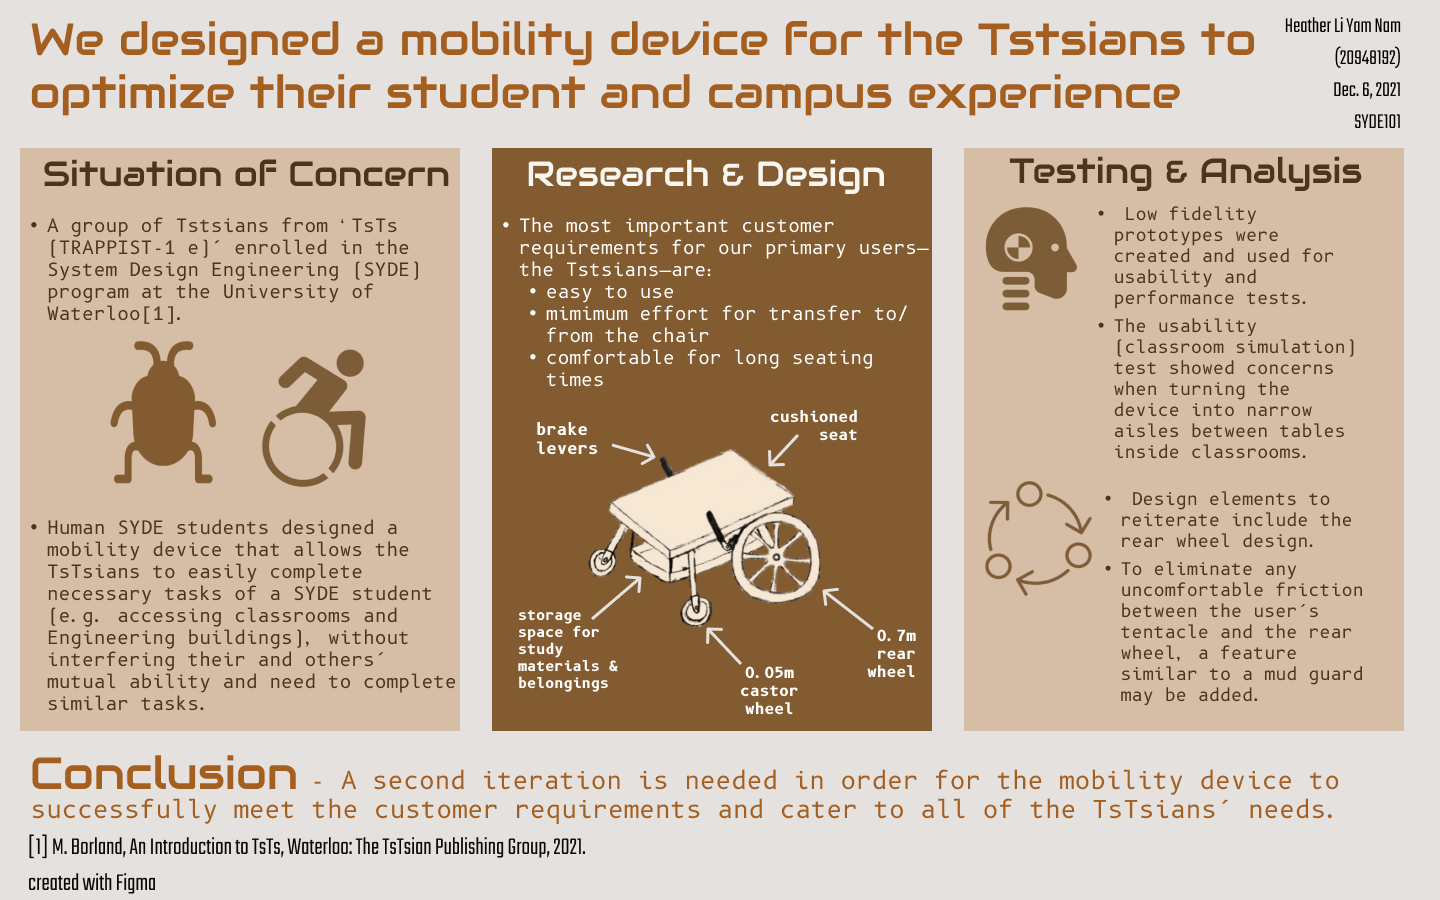 We designed a mobility device for the Tstsians to
optimize their student and campus experience
Heather Li Yam Nam
(20948192)
Dec. 6, 2021
SYDE101
Situation of Concern
• A group of Tstsians from ‘TsTs
[TRAPPIST-1 e]´ enrolled in the
System Design Engineering [SYDE]
program at the University of
Waterloo[1].
• Human SYDE students designed a
mobility device that allows the
TsTsians to easily complete
necessary tasks of a SYDE student
[e.g. accessing classrooms and
Engineering buildings], without
interfering their and others´
mutual ability and need to complete
similar tasks.
Research & Design
• The most important customer
requirements for our primary users—
the Tstsians—are:
• easy to use
• mimimum effort for transfer to/
from the chair
• comfortable for long seating
times
brake
levers
cushioned
seat
storage
space for
study
materials &
belongings
0.05m
castor
wheel
0.7m
rear
wheel
Testing & Analysis
• Low fidelity
prototypes were
created and used for
usability and
performance tests.
• The usability
[classroom simulation]
test showed concerns
when turning the
device into narrow
aisles between tables
inside classrooms.
• Design elements to
reiterate include the
rear wheel design.
• To eliminate any
uncomfortable friction
between the user´s
tentacle and the rear
wheel, a feature
similar to a mud guard
may be added.
Conclusion - A second iteration is needed in order for the mobility device to
successfully meet the customer requirements and cater to all of the TsTsians´ needs.
[1] M. Borland, An Introduction to TsTs, Waterloo: The TsTsian Publishing Group, 2021.
created with Figma